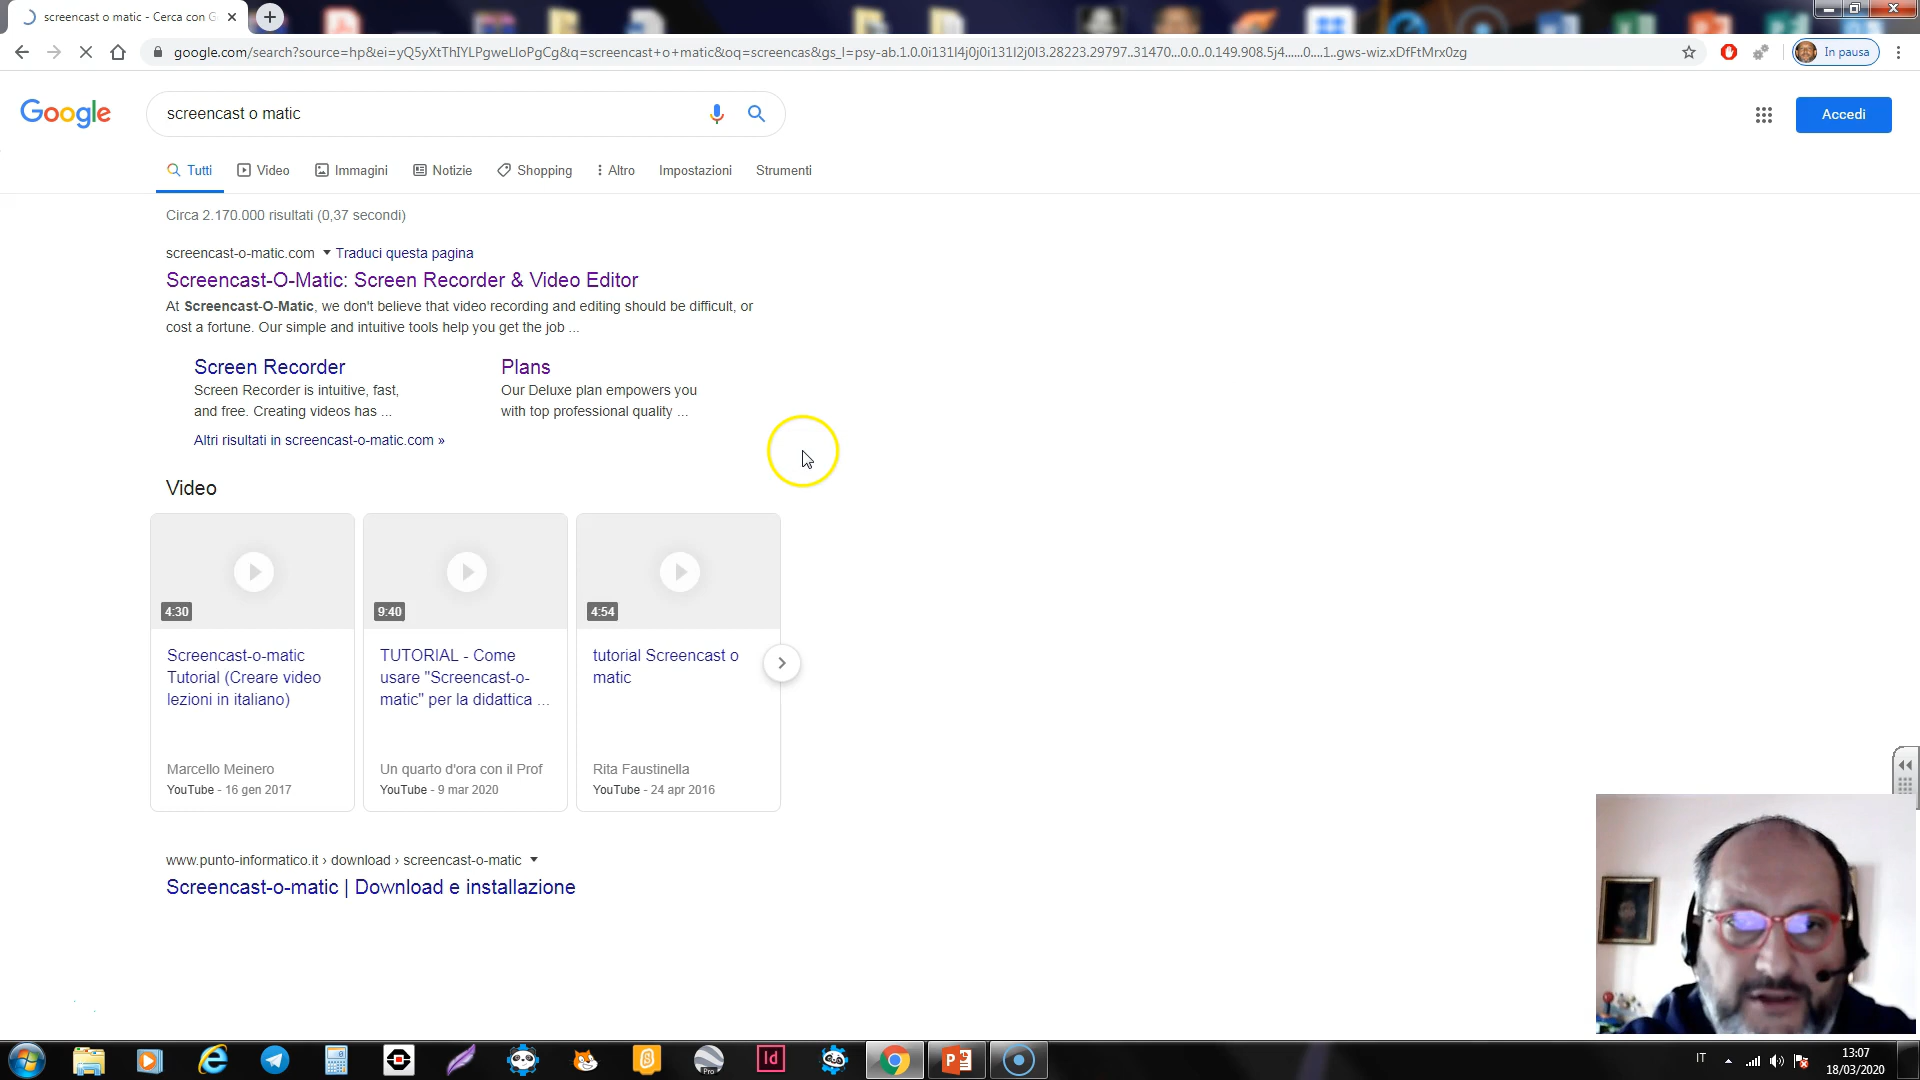 screencast o matic - Cerca con G
google.com/search?source=hp&ei=yQ5yXtThIYLPgweLloPgCg&q=screencast+o+matic&oq=screencas&gs_l=psy-ab.1.0.0i131l4j0j0i131l2j0l3.28223.29797..31470...0.0..0.149.908.5j4......0....1..gws-wiz.xDfFtMrx0zg
In pausa
Google
screencast o matic
Accedi
Tutti
Video
Immagini
Notizie
Shopping
Altro
Impostazioni
Strumenti
Circa 2.170.000 risultati (0,37 secondi)
screencast-o-matic.com
Traduci questa pagina
Screencast-O-Matic: Screen Recorder & Video Editor
At Screencast-O-Matic, we don't believe that video recording and editing should be difficult, or
cost a fortune. Our simple and intuitive tools help you get the job ...
Screen Recorder
Screen Recorder is intuitive, fast,
and free. Creating videos has ...
Plans
Our Deluxe plan empowers you
with top professional quality ...
Altri risultati in screencast-o-matic.com »
Video
4:30
Screencast-o-matic
Tutorial (Creare video
lezioni in italiano)
Marcello Meinero
YouTube - 16 gen 2017
9:40
TUTORIAL - Come
usare "Screencast-o-
matic" per la didattica ...
Un quarto d'ora con il Prof
YouTube - 9 mar 2020
4:54
tutorial Screencast o
matic
Rita Faustinella
YouTube - 24 apr 2016
www.punto-informatico.it › download › screencast-o-matic
Screencast-o-matic | Download e installazione
Pro
Id
IT
13:07
18/03/2020